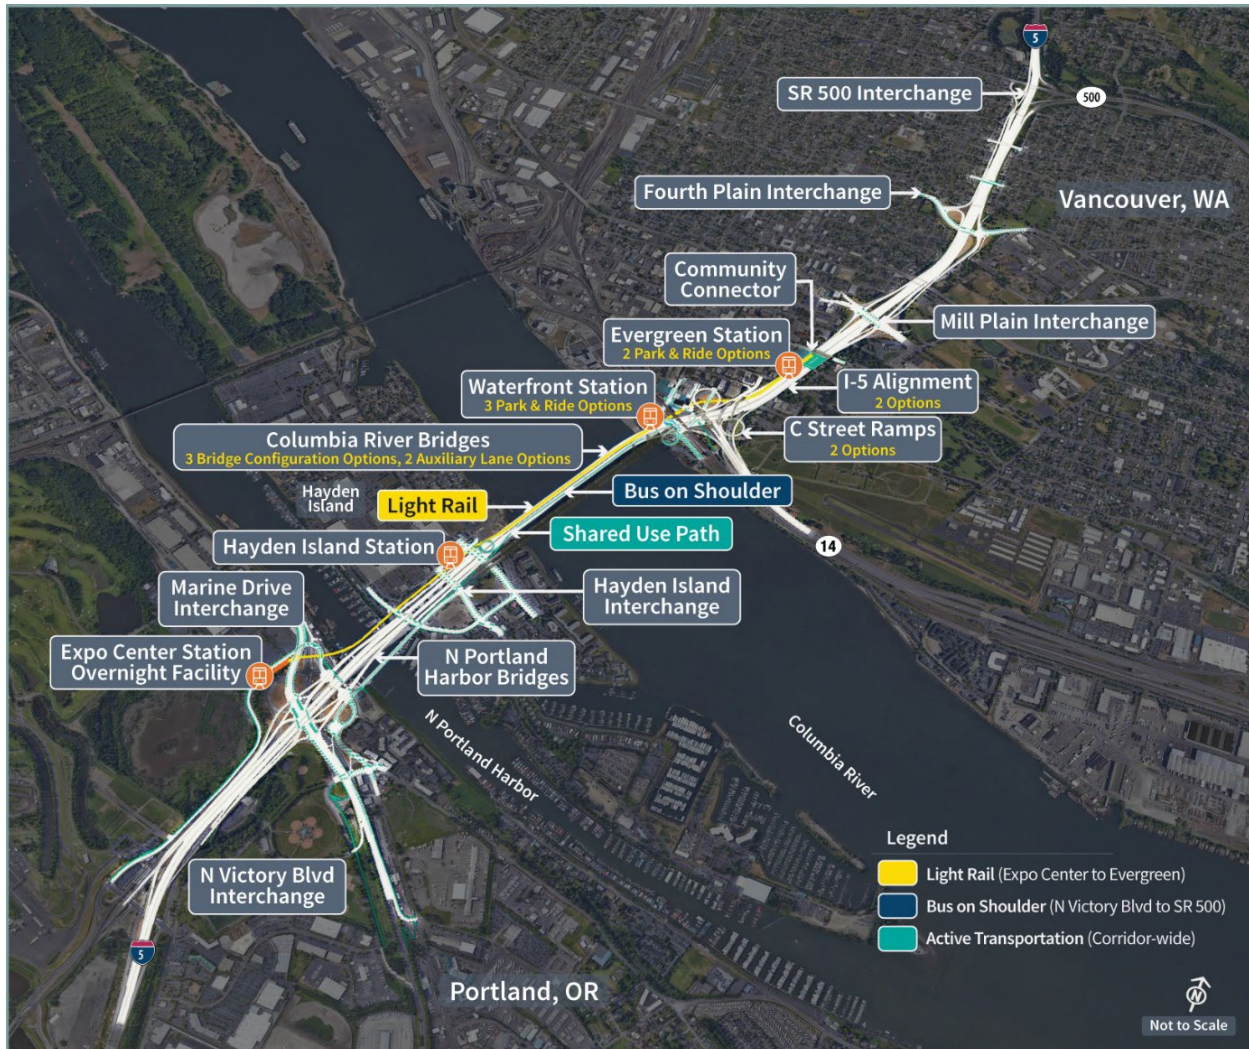 5
SR 500 Interchange
500
Fourth Plain Interchange
Vancouver, WA
Community
Connector
Mill Plain Interchange
Evergreen Station
2 Park & Ride Options
I-5 Alignment
2 Options
Waterfront Station
3 Park & Ride Options
C Street Ramps
2 Options
Columbia River Bridges
3 Bridge Configuration Options, 2 Auxiliary Lane Options
Hayden
Island
Light Rail
Bus on Shoulder
Shared Use Path
14
Hayden Island Station
Marine Drive
Interchange
Hayden Island
Interchange
Expo Center Station
Overnight Facility
N Portland
Harbor Bridges
N Portland Harbor
Columbia River
N Victory Blvd
Interchange
5
Portland, OR
Legend
Light Rail (Expo Center to Evergreen)
Bus on Shoulder (N Victory Blvd to SR 500)
Active Transportation (Corridor-wide)
N
Not to Scale